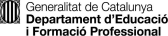 Generalitat de Catalunya
Departament d'Educació
i Formació Professional